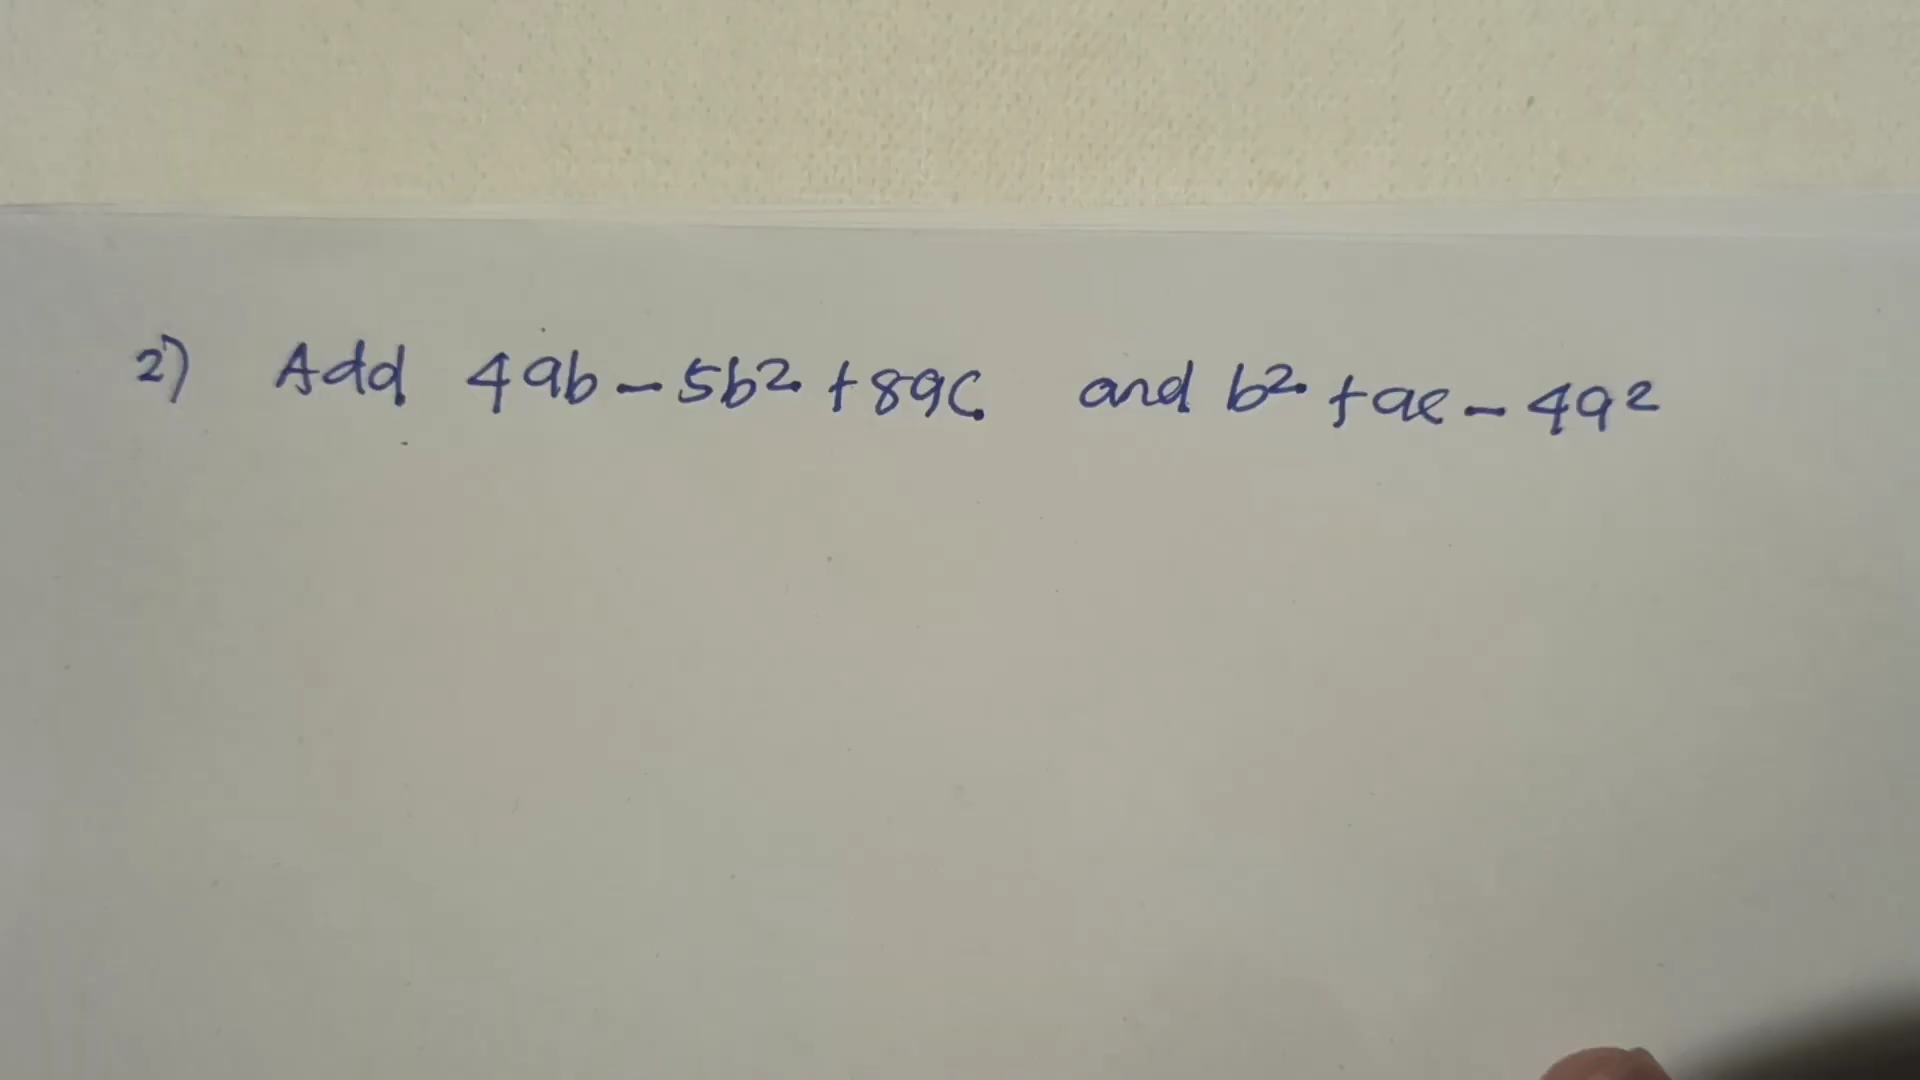 2) Add 4ab - 5b² + 8ac and b² + ac - 4a²